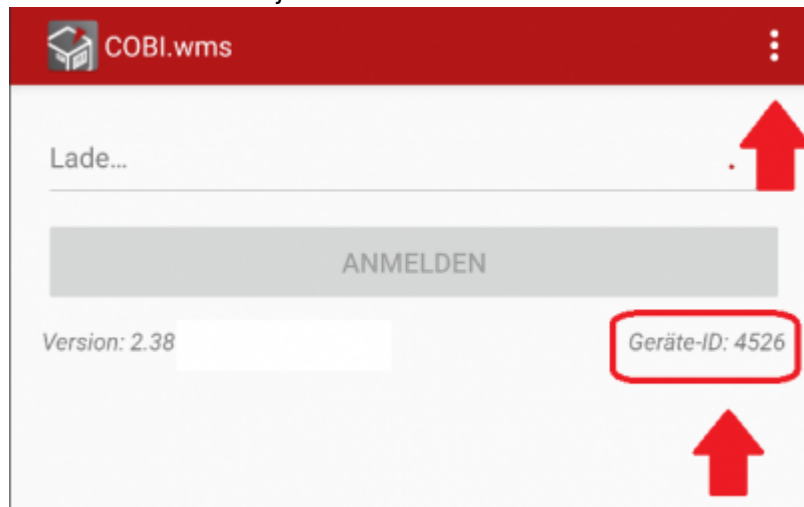 COBI.wms
Lade...
ANMELDEN
Version: 2.38
Geräte-ID: 4526